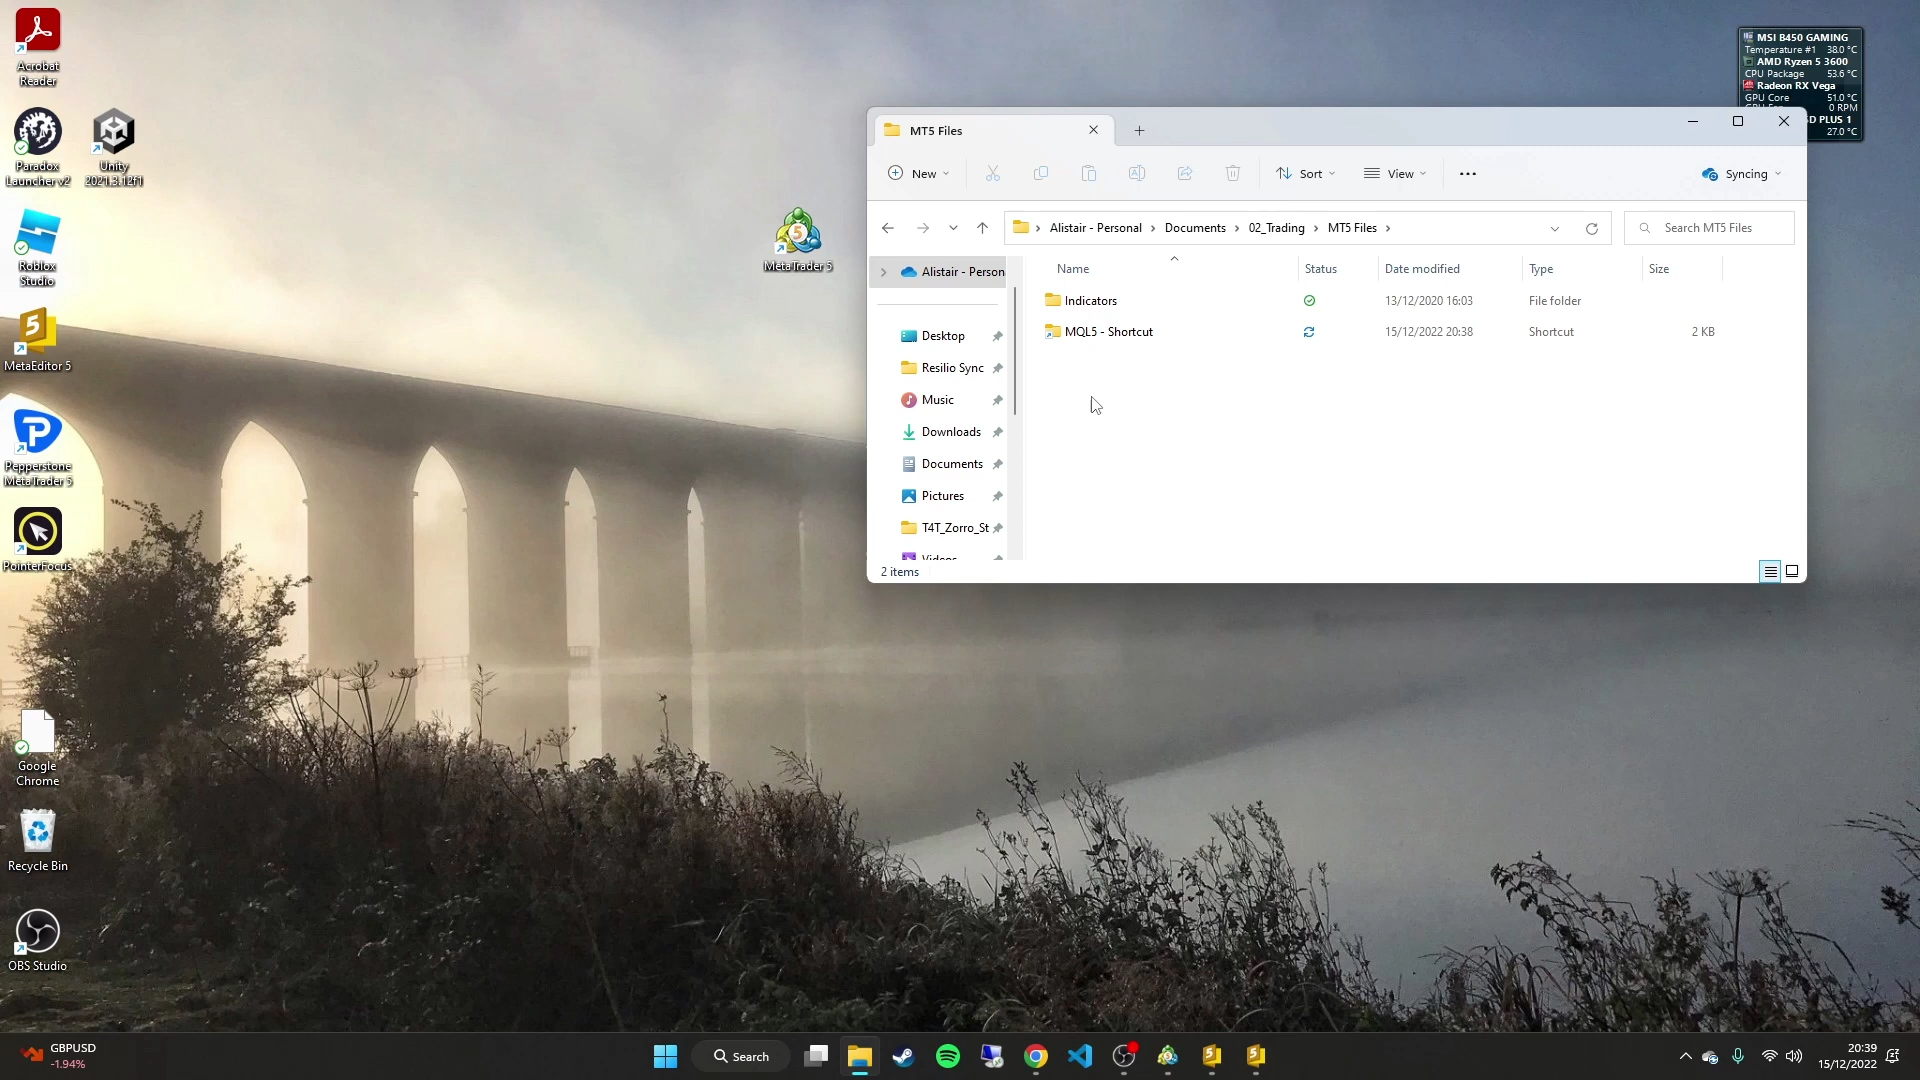 Acrobat
Reader
Paradox
Launcher v2
Unity
2021.3.12f1
Roblox
Studio
MetaEditor 5
Pepperstone
MetaTrader 5
PointerFocus
Google
Chrome
Recycle Bin
OBS Studio
MetaTrader 5
MSI B450 GAMING
Temperature #1 38.0 °C
AMD Ryzen 5 3600
CPU Package 53.6 °C
Radeon RX Vega
GPU Core 51.0 °C
0 RPM
D PLUS 1
27.0 °C
MT5 Files
New
Sort
View
Syncing
Alistair - Personal > Documents > 02_Trading > MT5 Files >
Search MT5 Files
Alistair - Person
Desktop
Resilio Sync
Music
Downloads
Documents
Pictures
T4T_Zorro_St
Videos
Name Status Date modified Type Size
Indicators 13/12/2020 16:03 File folder
MQL5 - Shortcut 15/12/2022 20:38 Shortcut 2 KB
2 items
GBPUSD
-1.94%
Search
20:39
15/12/2022